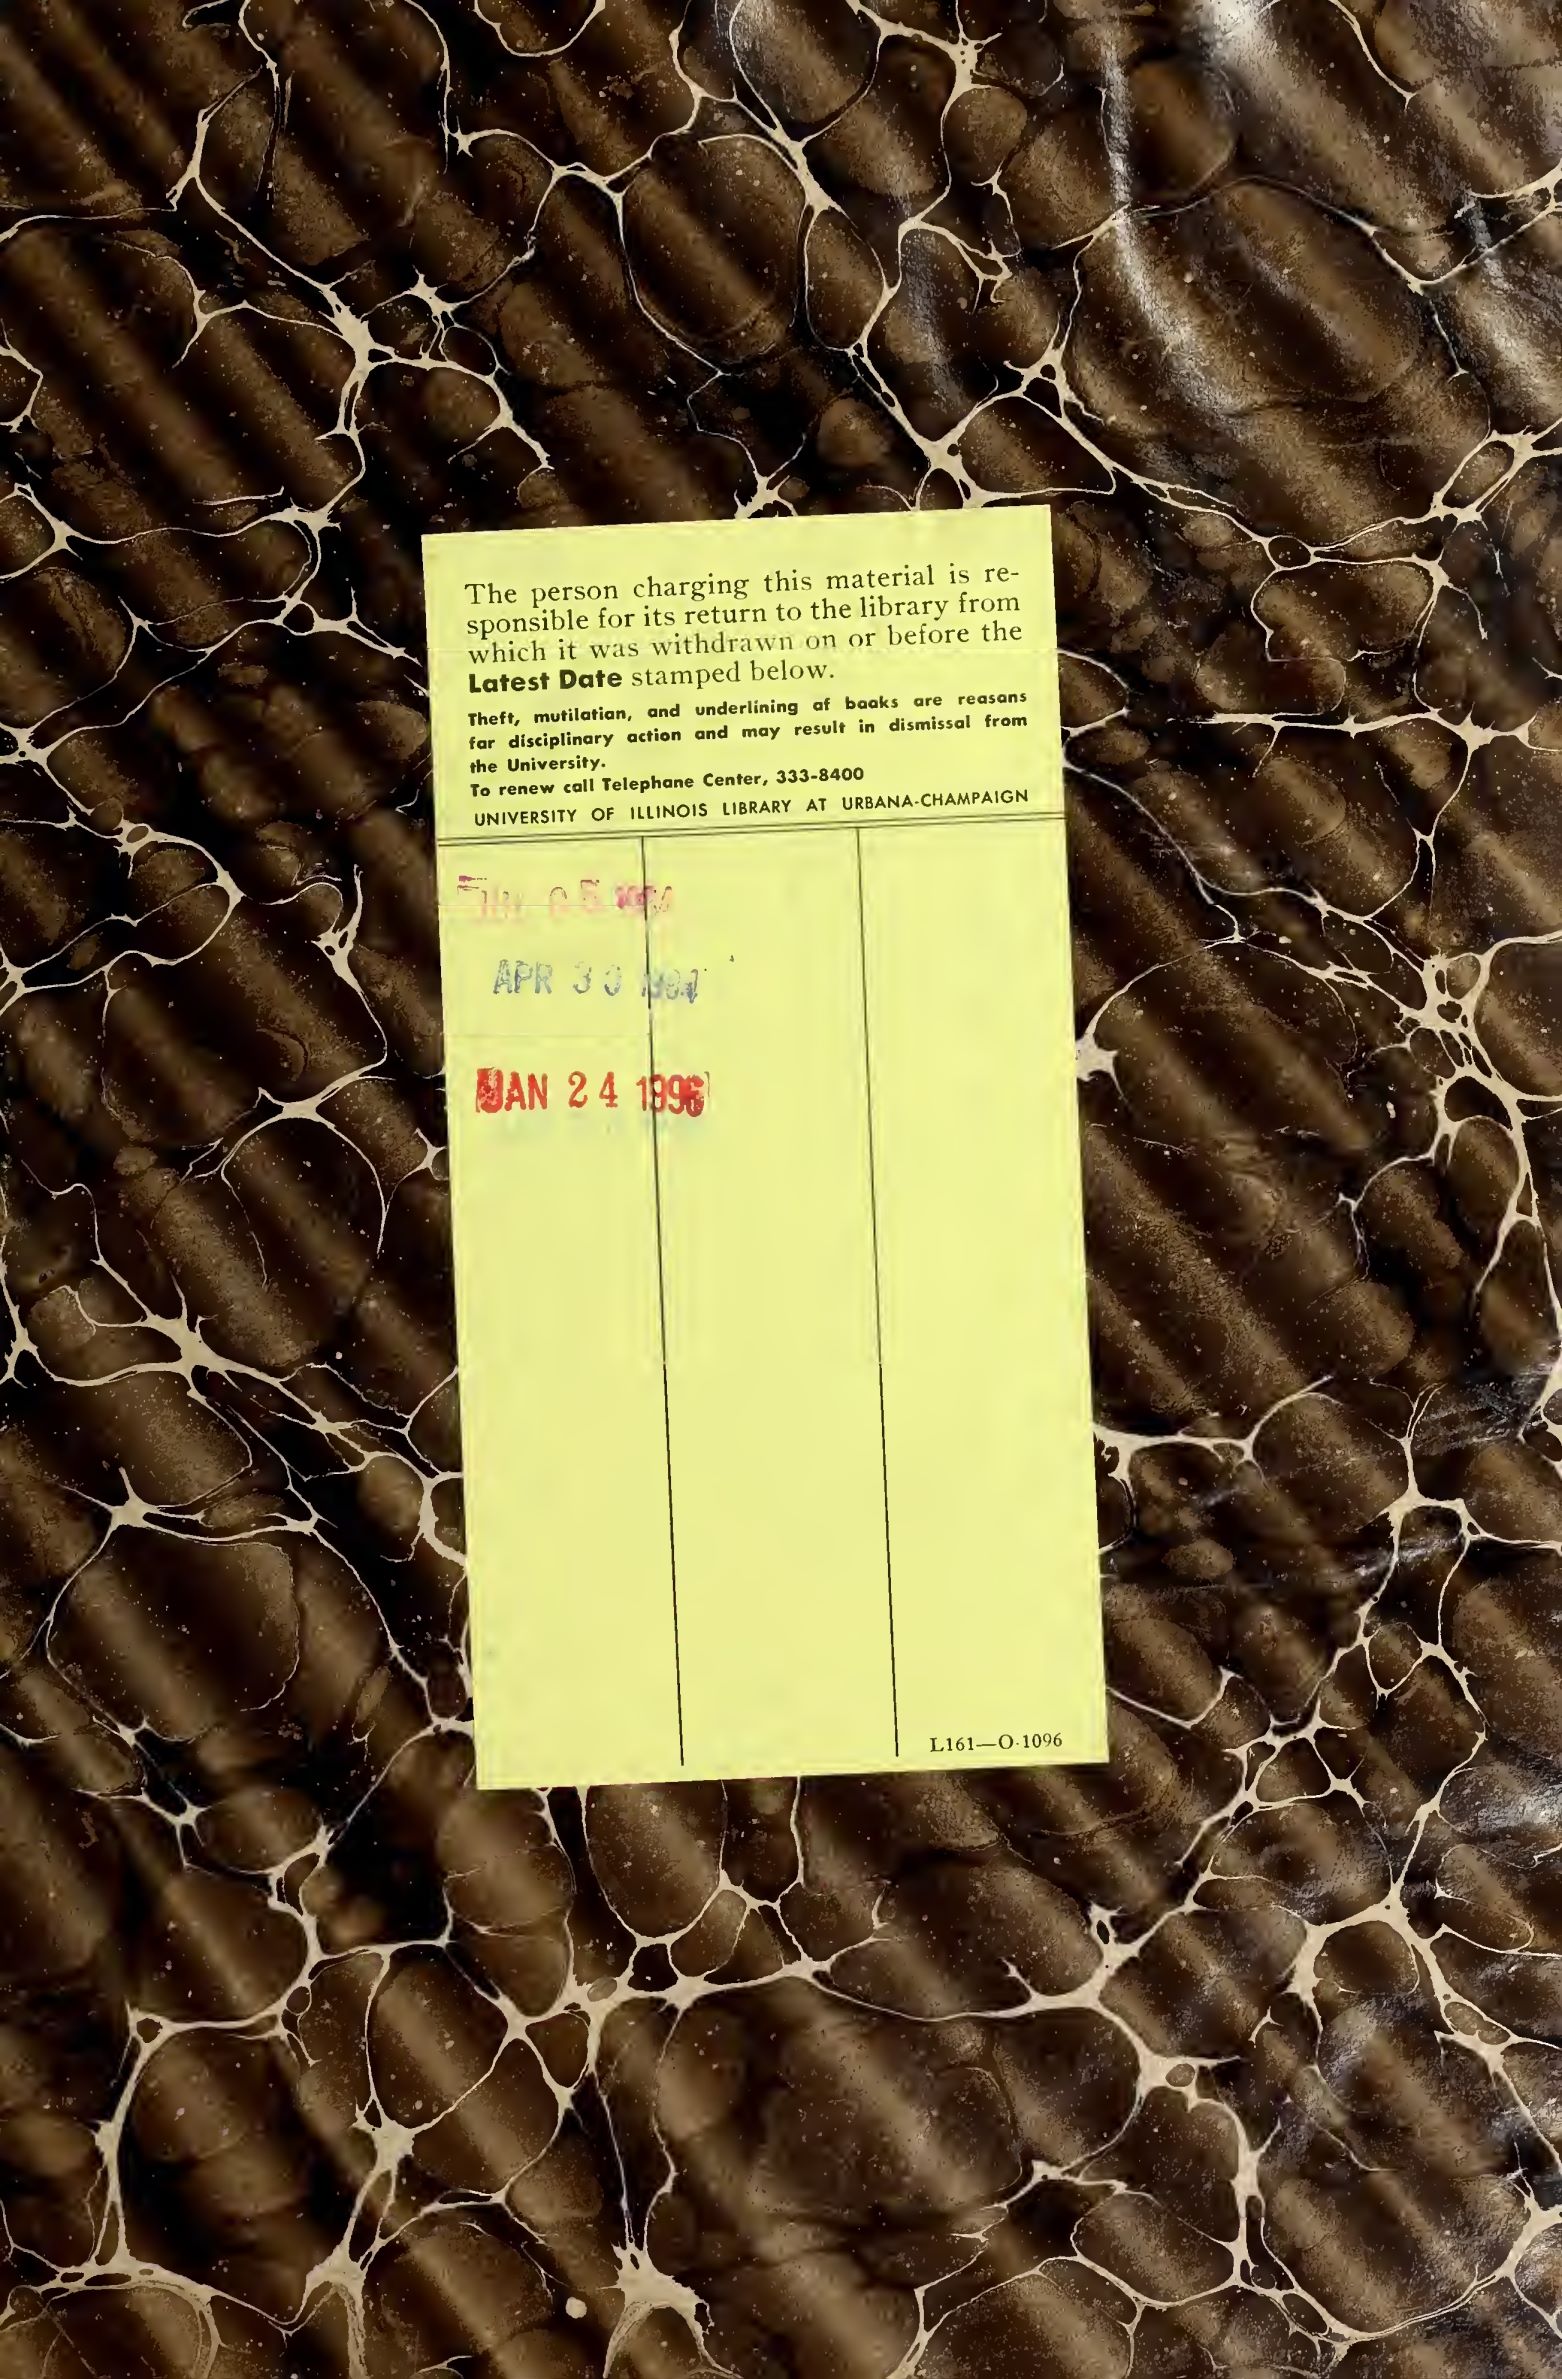 The person charging this material is re-
sponsible for its return to the library from
which it was withdrawn on or before the
Latest Date stamped below.
Theft, mutilation, and underlining of books are reasons
for disciplinary action and may result in dismissal from
the University.
To renew call Telephone Center, 333-8400
UNIVERSITY OF ILLINOIS LIBRARY AT URBANA-CHAMPAIGN
APR 30
JAN 24 1996
L161—O-1096